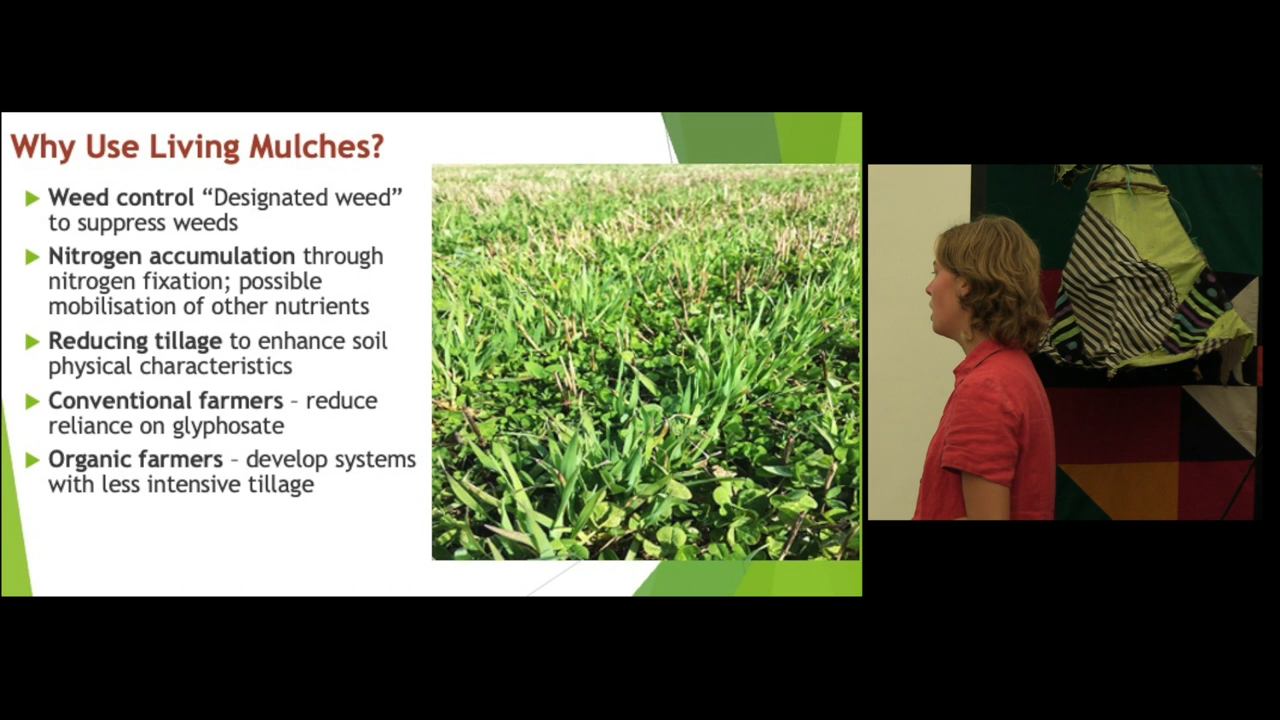 Why Use Living Mulches?
Weed control “Designated weed”
to suppress weeds
Nitrogen accumulation through
nitrogen fixation; possible
mobilisation of other nutrients
Reducing tillage to enhance soil
physical characteristics
Conventional farmers – reduce
reliance on glyphosate
Organic farmers – develop systems
with less intensive tillage